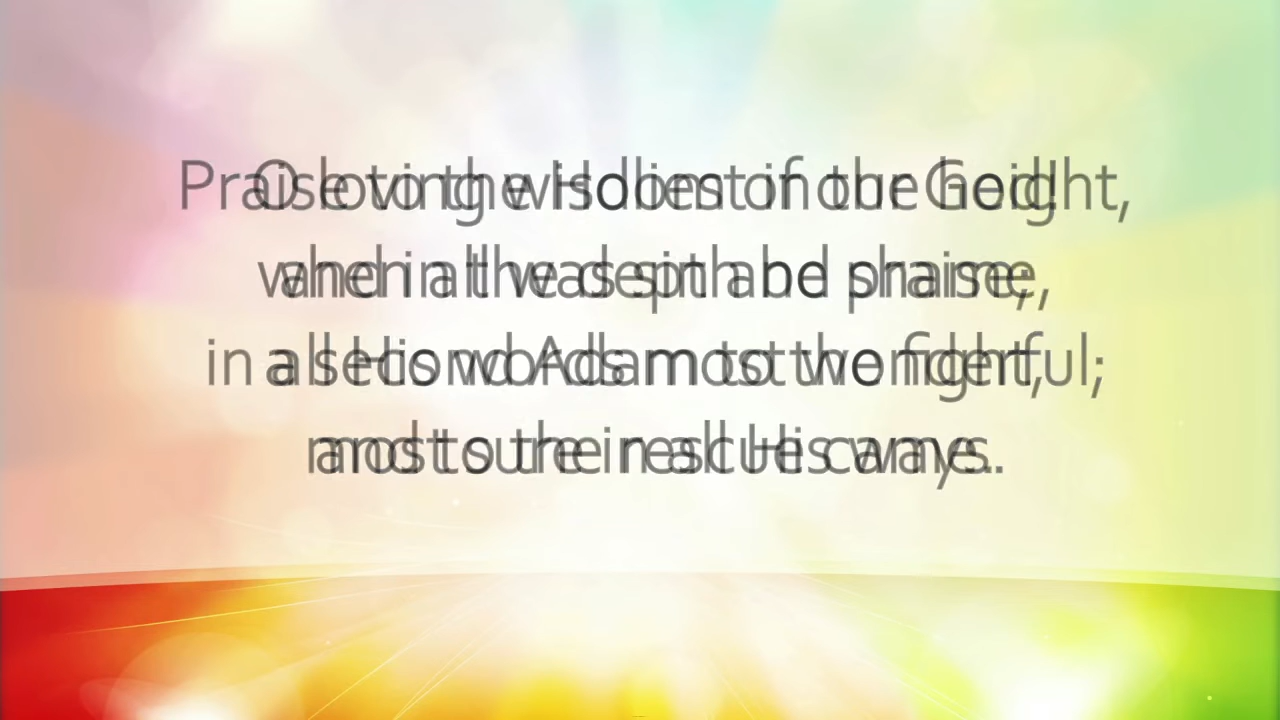 Praise to the Holiest in the height,
and in the depth be praise;
in all His words most wonderful;
most sure in all His ways.
O loving wisdom of our God!
when all was sin and shame,
a second Adam to the fight,
and to the rescue came.